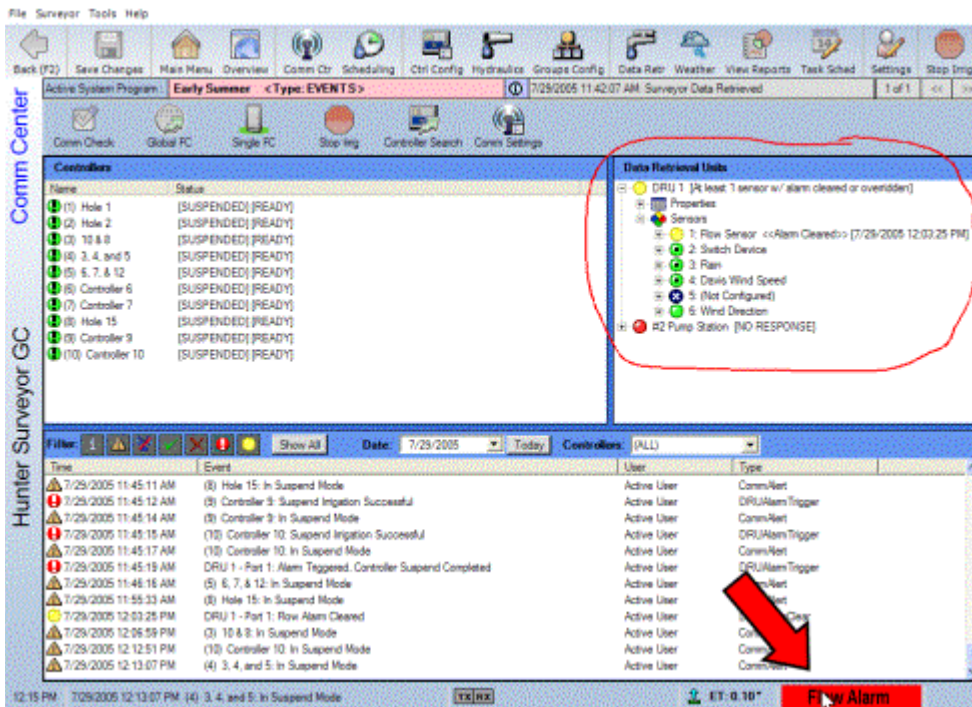 File Surveyor Tools Help
Back (F2) Save Changes Main Menu Overview Comm Ctr Scheduling Ctrl Config Hydraulics Groups Config Data Retr Weather View Reports Task Sched Settings Stop Irrig
Active System Program: Early Summer <Type: EVENTS> 7/29/2005 11:42:07 AM: Surveyor Data Retrieved 1 of 1 <<
Comm Center
Hunter Surveyor GC
Comm Check Global FC Single FC Stop Irrig Controller Search Comm Settings
Controllers
Name Status
(1) Hole 1 [SUSPENDED] [READY]
(2) Hole 2 [SUSPENDED] [READY]
(3) 10 & 8 [SUSPENDED] [READY]
(4) 3, 4, and 5 [SUSPENDED] [READY]
(5) 6, 7, & 12 [SUSPENDED] [READY]
(6) Controller 6 [SUSPENDED] [READY]
(7) Controller 7 [SUSPENDED] [READY]
(8) Hole 15 [SUSPENDED] [READY]
(9) Controller 9 [SUSPENDED] [READY]
(10) Controller 10 [SUSPENDED] [READY]
Data Retrieval Units
DRU 1 [At least 1 sensor w/ alarm cleared or overridden]
Properties
Sensors
1: Flow Sensor <<Alarm Cleared>> [7/29/2005 12:03:25 PM]
2: Switch Device
3: Rain
4: Davis Wind Speed
5: (Not Configured)
6: Wind Direction
#2 Pump Station [NO RESPONSE]
Filter: Show All Date: 7/29/2005 Today Controllers: (ALL)
Time Event User Type
7/29/2005 11:45:11 AM (8) Hole 15: In Suspend Mode Active User CommAlert
7/29/2005 11:45:12 AM (9) Controller 9: Suspend Irrigation Successful Active User DRUAlarmTrigger
7/29/2005 11:45:14 AM (9) Controller 9: In Suspend Mode Active User CommAlert
7/29/2005 11:45:15 AM (10) Controller 10: Suspend Irrigation Successful Active User DRUAlarmTrigger
7/29/2005 11:45:17 AM (10) Controller 10: In Suspend Mode Active User CommAlert
7/29/2005 11:45:19 AM DRU 1 - Port 1: Alarm Triggered. Controller Suspend Completed Active User DRUAlarmTrigger
7/29/2005 11:46:16 AM (5) 6, 7, & 12: In Suspend Mode Active User CommAlert
7/29/2005 11:55:33 AM (8) Hole 15: In Suspend Mode Active User
7/29/2005 12:03:25 PM DRU 1 - Port 1: Flow Alarm Cleared Active User
7/29/2005 12:06:59 PM (3) 10 & 8: In Suspend Mode Active User
7/29/2005 12:12:51 PM (10) Controller 10: In Suspend Mode Active User
7/29/2005 12:13:07 PM (4) 3, 4, and 5: In Suspend Mode Active User
12:15 PM 7/29/2005 12:13:07 PM (4) 3, 4, and 5: In Suspend Mode TX RX ET: 0.10" Flow Alarm